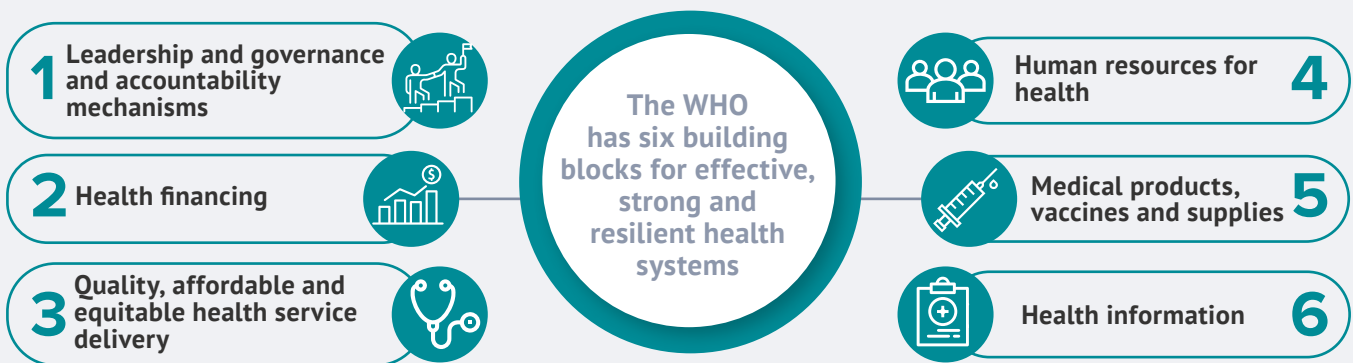 1
Leadership and governance
and accountability
mechanisms
2
Health financing
$
3
Quality, affordable and
equitable health service
delivery
The WHO
has six building
blocks for effective,
strong and
resilient health
systems
Human resources for
health
4
Medical products,
vaccines and supplies
5
Health information
6